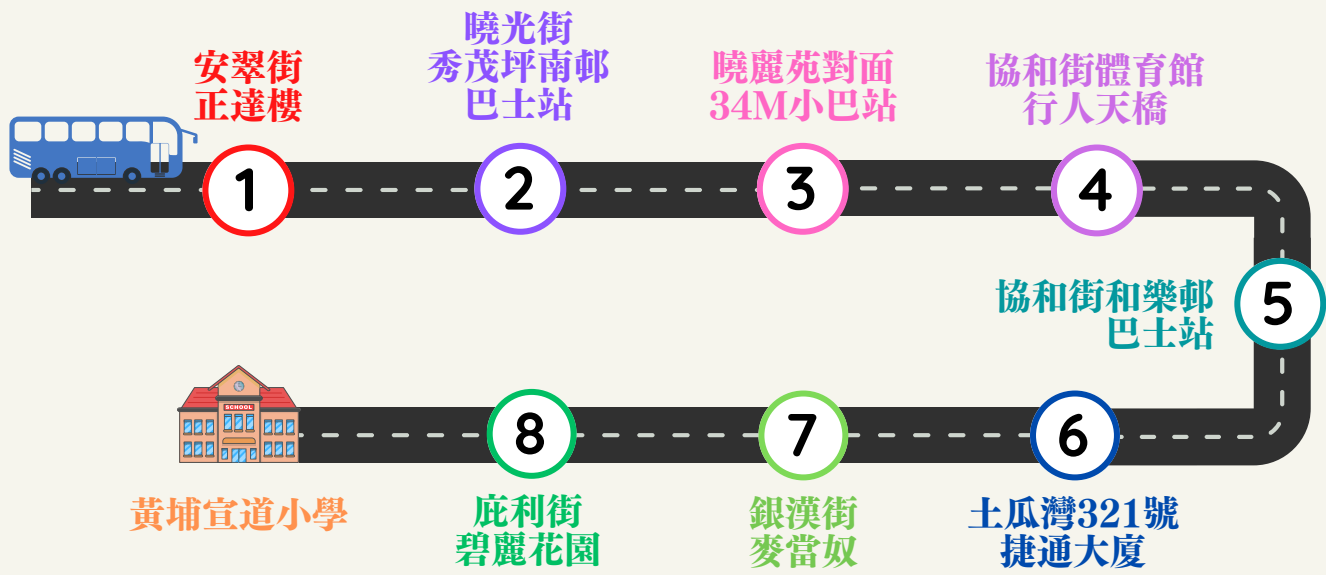 安翠街
正達樓
1
曉光街
秀茂坪南邨
巴士站
2
曉麗苑對面
34M小巴站
3
協和街體育館
行人天橋
4
協和街和樂邨
巴士站
5
土瓜灣321號
捷通大廈
6
銀漢街
麥當奴
7
庇利街
碧麗花園
8
SCHOOL
黃埔宣道小學